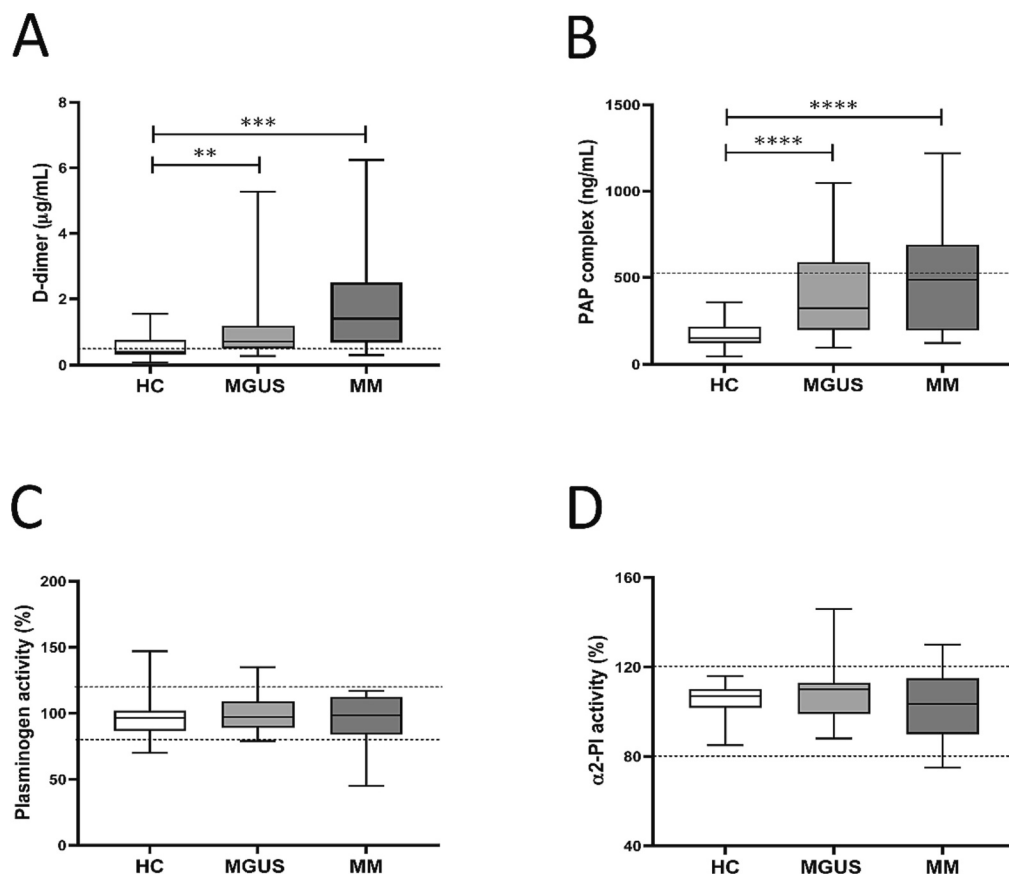 A
D-dimer (µg/mL)
8
6
4
2
0
***
**
HC MGUS MM
B
PAP complex (ng/mL)
1500
1000
500
0
****
****
HC MGUS MM
C
Plasminogen activity (%)
200
150
100
50
0
HC MGUS MM
D
α2-PI activity (%)
160
120
80
40
HC MGUS MM